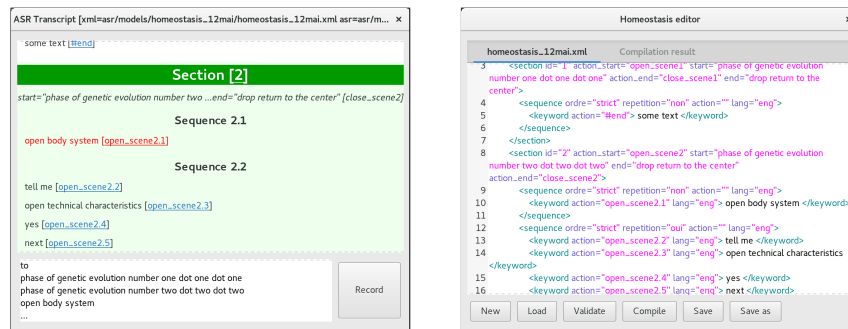 ASR Transcript [xml=asr/models/homeostasis_12mai/homeostasis_12mai.xml asr=asr/m... ×
some text [#end]
Section [2]
start="phase of genetic evolution number two ...end="drop return to the center" [close_scene2]
Sequence 2.1
open body system [open_scene2.1]
Sequence 2.2
tell me [open_scene2.2]
open technical characteristics [open_scene2.3]
yes [open_scene2.4]
next [open_scene2.5]
to
phase of genetic evolution number one dot one dot one
phase of genetic evolution number two dot two dot two
open body system
...
Record
Homeostasis editor
homeostasis_12mai.xml Compilation result
3 <section id="1" action_start="open_scene1" start="phase of genetic evolution
number one dot one dot one" action_end="close_scene1" end="drop return to the
center">
4 <sequence ordre="strict" repetition="non" action="" lang="eng">
5 <keyword action="#end"> some text </keyword>
6 </sequence>
7 </section>
8 <section id="2" action_start="open_scene2" start="phase of genetic evolution
number two dot two dot two" end="drop return to the center"
action_end="close_scene2">
9 <sequence ordre="strict" repetition="non" action="" lang="eng">
10 <keyword action="open_scene2.1" lang="eng"> open body system </keyword>
11 </sequence>
12 <sequence ordre="strict" repetition="oui" action="" lang="eng">
13 <keyword action="open_scene2.2" lang="eng"> tell me </keyword>
14 <keyword action="open_scene2.3" lang="eng"> open technical characteristics
</keyword>
15 <keyword action="open_scene2.4" lang="eng"> yes </keyword>
16 <keyword action="open_scene2.5" lang="eng"> next </keyword>
New Load Validate Compile Save Save as